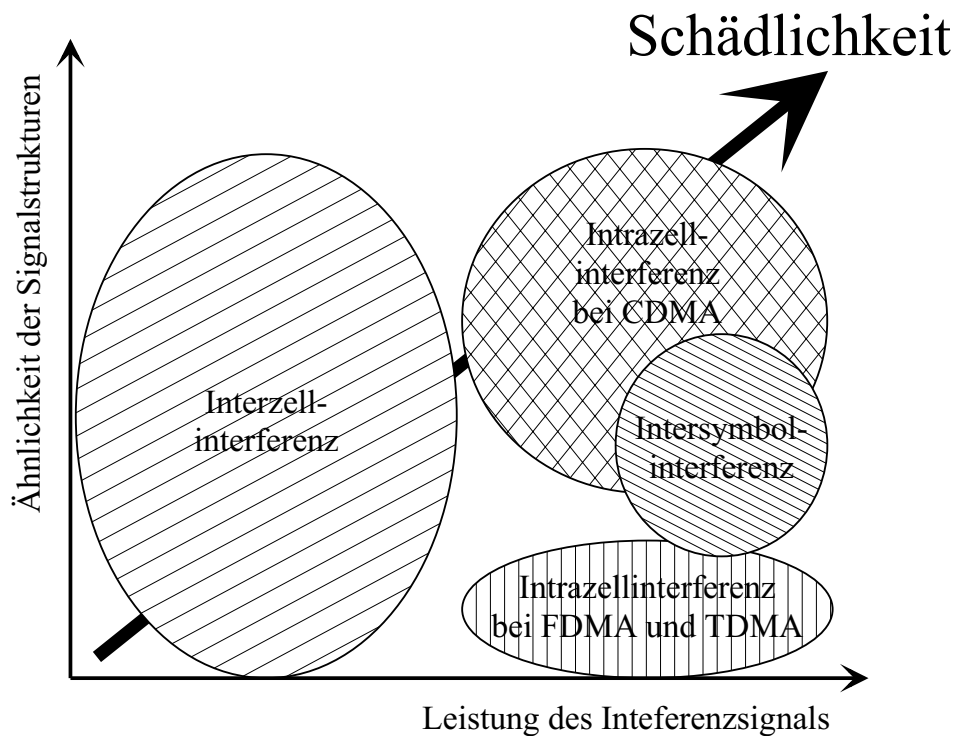 Schädlichkeit
Ähnlichkeit der Signalstrukturen
Intrazell-
interferenz
bei CDMA
Interzell-
interferenz
Intersymbol-
interferenz
Intrazellinterferenz
bei FDMA und TDMA
Leistung des Inteferenzsignals